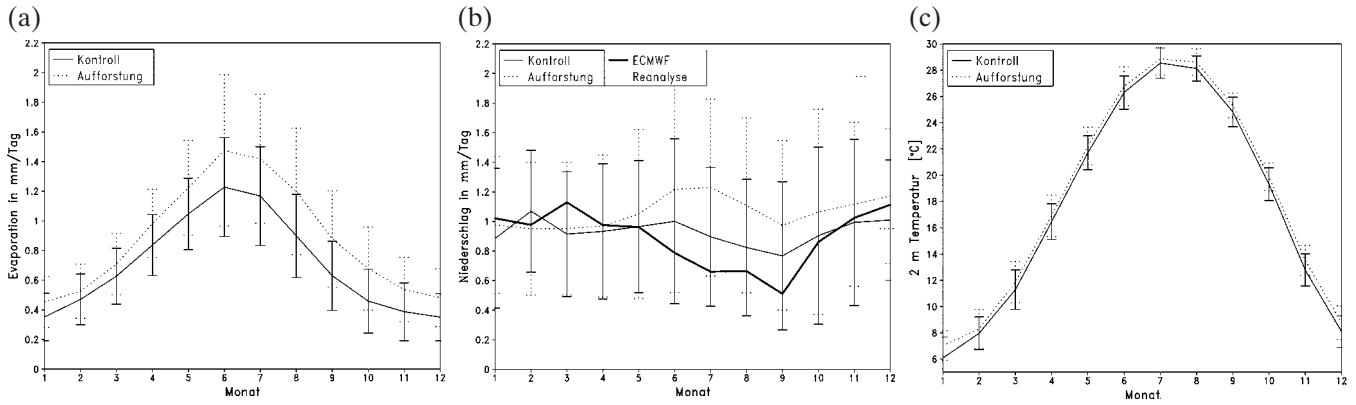 (a)
(b)
(c)
Kontroll
Aufforstung
Evaporation in mm/Tag
2.2
2
1.8
1.6
1.4
1.2
1
0.8
0.6
0.4
0.2
0
1 2 3 4 5 6 7 8 9 10 11 12
Monat
Kontroll
Aufforstung
ECMWF
Reanalyse
Niederschlag in mm/Tag
2.2
2
1.8
1.6
1.4
1.2
1
0.8
0.6
0.4
0.2
0
1 2 3 4 5 6 7 8 9 10 11 12
Monat
Kontroll
Aufforstung
2 m Temperatur [°C]
30
28
26
24
22
20
18
16
14
12
10
8
6
1 2 3 4 5 6 7 8 9 10 11 12
Monat